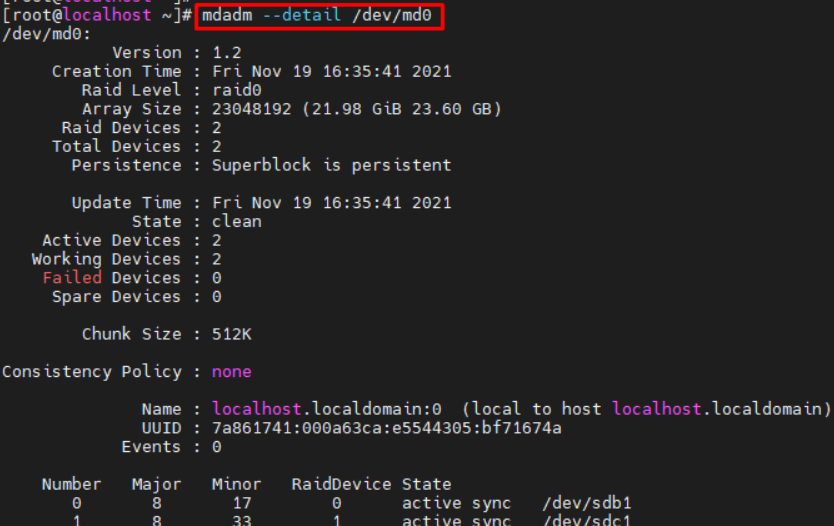 [root@localhost ~]#
[root@localhost ~]# mdadm --detail /dev/md0
/dev/md0:
Version : 1.2
Creation Time : Fri Nov 19 16:35:41 2021
Raid Level : raid0
Array Size : 23048192 (21.98 GiB 23.60 GB)
Raid Devices : 2
Total Devices : 2
Persistence : Superblock is persistent
Update Time : Fri Nov 19 16:35:41 2021
State : clean
Active Devices : 2
Working Devices : 2
Failed Devices : 0
Spare Devices : 0
Chunk Size : 512K
Consistency Policy : none
Name : localhost.localdomain:0  (local to host localhost.localdomain)
UUID : 7a861741:000a63ca:e5544305:bf71674a
Events : 0
Number   Major   Minor   RaidDevice State
0       8       17        0      active sync   /dev/sdb1
1       8       33        1      active sync   /dev/sdc1